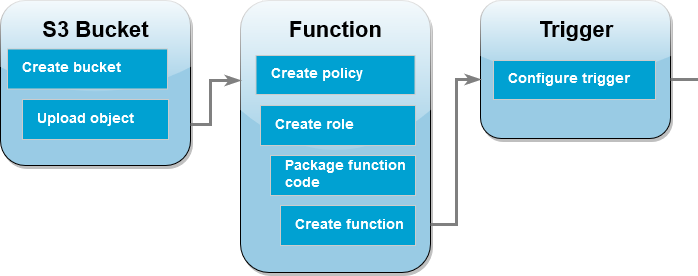 S3 Bucket
Create bucket
Upload object
Function
Create policy
Create role
Package function
code
Create function
Trigger
Configure trigger